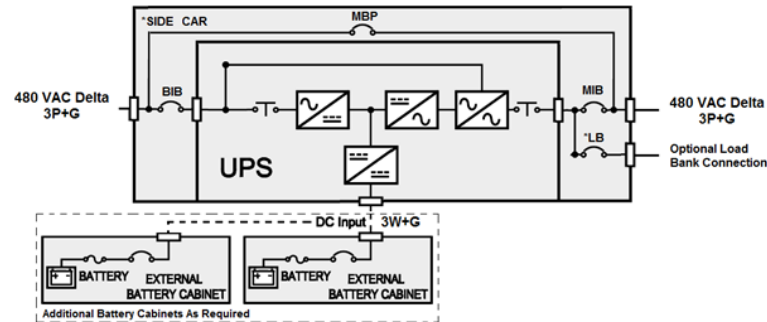 *SIDE CAR
MBP
480 VAC Delta
3P+G
BIB
MIB
480 VAC Delta
3P+G
*LB
Optional Load
Bank Connection
UPS
DC Input 3W+G
BATTERY
EXTERNAL
BATTERY CABINET
BATTERY
EXTERNAL
BATTERY CABINET
Additional Battery Cabinets As Required